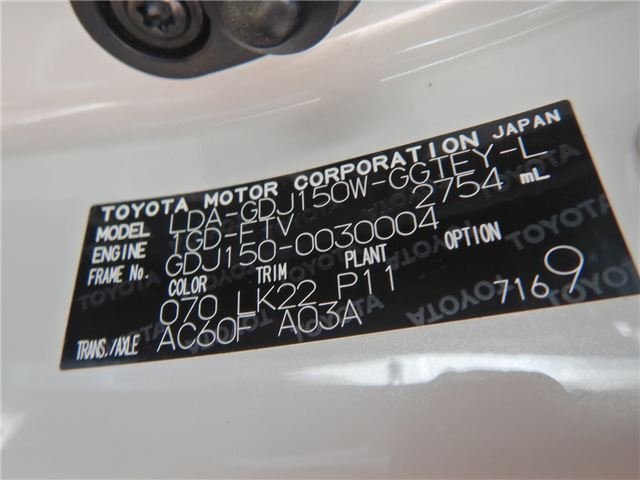 TOYOTA MOTOR CORPORATION JAPAN
MODEL LDA-GDJ150W-GGTEY-L
ENGINE 1GD-FTV 2754 mL
FRAME No. GDJ150-0030004
COLOR TRIM PLANT OPTION
070 LK22 P11
TRANS./AXLE AC60F A03A 7169